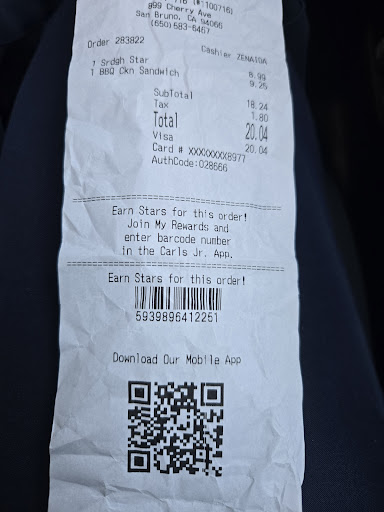 #1100716)
899 Cherry Ave
San Bruno, CA 94066
(650)583-6467
Order 283822 Cashier ZENAIDA
1 Srdgh Star 8.99
1 BBQ Ckn Sandwich 9.25
SubTotal 18.24
Tax 1.80
Total 20.04
Visa 20.04
Card # XXXXXXXX8977
AuthCode:028666
Earn Stars for this order!
Join My Rewards and
enter barcode number
in the Carls Jr. App.
Earn Stars for this order!
5939896412251
Download Our Mobile App